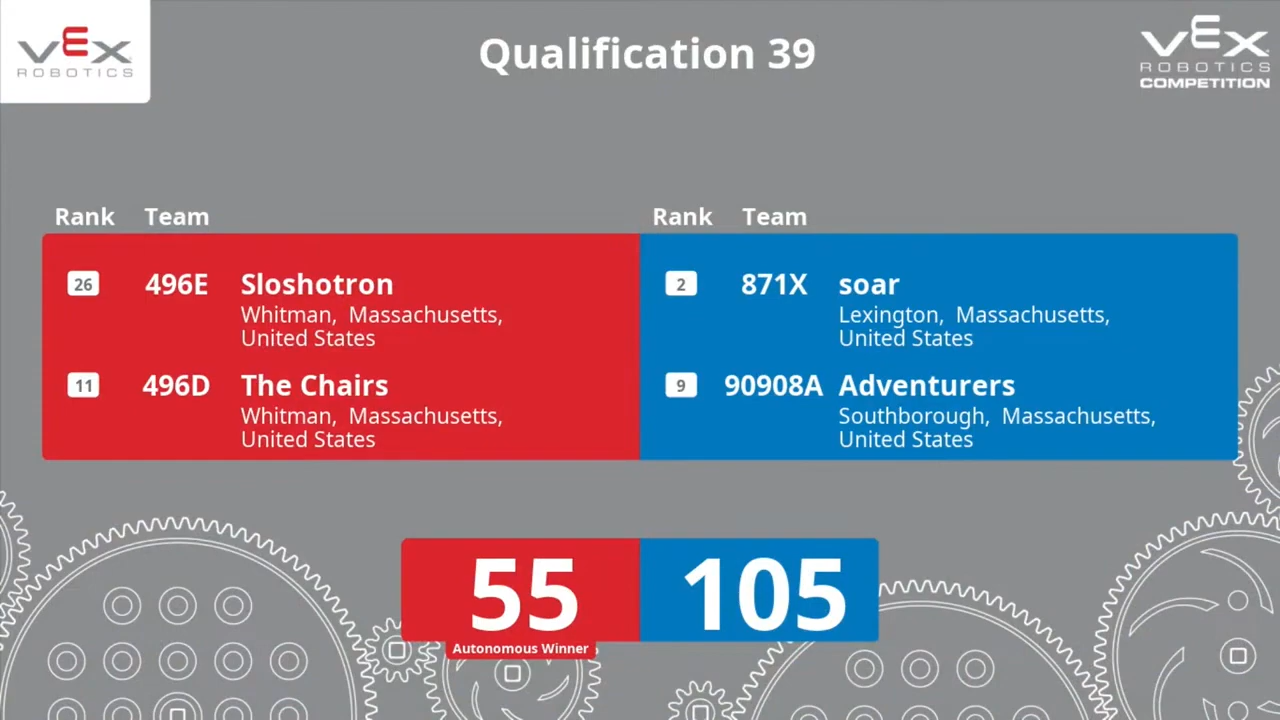 VEX
ROBOTICS
Qualification 39
VEX
ROBOTICS
COMPETITION
Rank Team
Rank Team
26 496E Sloshotron
Whitman, Massachusetts,
United States
11 496D The Chairs
Whitman, Massachusetts,
United States
2 871X soar
Lexington, Massachusetts,
United States
9 90908A Adventurers
Southborough, Massachusetts,
United States
55 105
Autonomous Winner